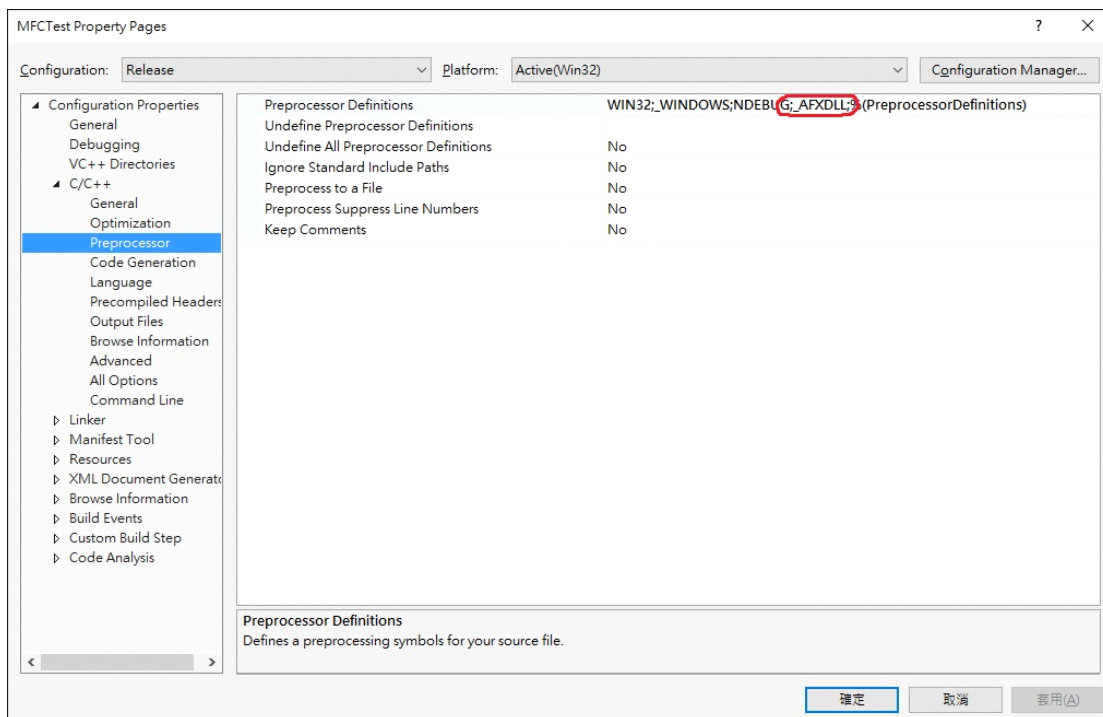 MFCTest Property Pages
? ×
Configuration: Release Platform: Active(Win32) Configuration Manager...
Configuration Properties
General
Debugging
VC++ Directories
C/C++
General
Optimization
Preprocessor
Code Generation
Language
Precompiled Headers
Output Files
Browse Information
Advanced
All Options
Command Line
Linker
Manifest Tool
Resources
XML Document Generato
Browse Information
Build Events
Custom Build Step
Code Analysis
Preprocessor Definitions WIN32;_WINDOWS;NDEBUG;_AFXDLL;%(PreprocessorDefinitions)
Undefine Preprocessor Definitions
Undefine All Preprocessor Definitions No
Ignore Standard Include Paths No
Preprocess to a File No
Preprocess Suppress Line Numbers No
Keep Comments No
Preprocessor Definitions
Defines a preprocessing symbols for your source file.
確定 取消 套用(A)